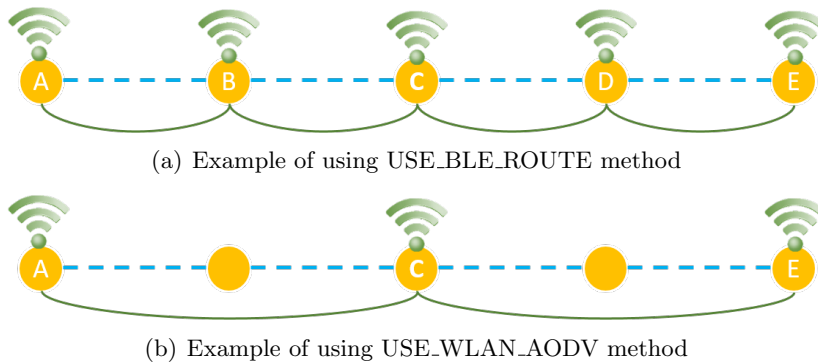 A B C D E
(a) Example of using USE_BLE_ROUTE method
A C E
(b) Example of using USE_WLAN_AODV method